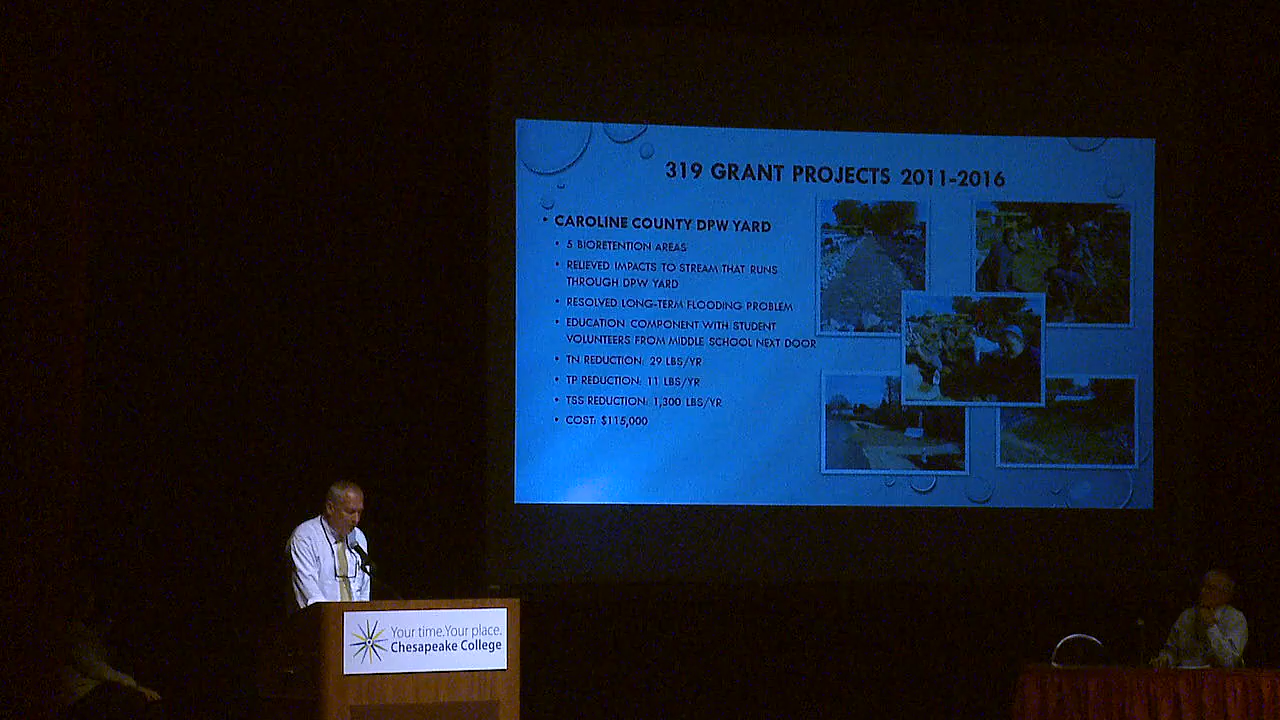 319 GRANT PROJECTS 2011-2016
• CAROLINE COUNTY DPW YARD
• 5 BIORETENTION AREAS
• RELIEVED IMPACTS TO STREAM THAT RUNS
THROUGH DPW YARD
• RESOLVED LONG-TERM FLOODING PROBLEM
• EDUCATION COMPONENT WITH STUDENT
VOLUNTEERS FROM MIDDLE SCHOOL NEXT DOOR
• TN REDUCTION: 29 LBS/YR
• TP REDUCTION: 11 LBS/YR
• TSS REDUCTION: 1,300 LBS/YR
• COST: $115,000
Your time.Your place.
Chesapeake College